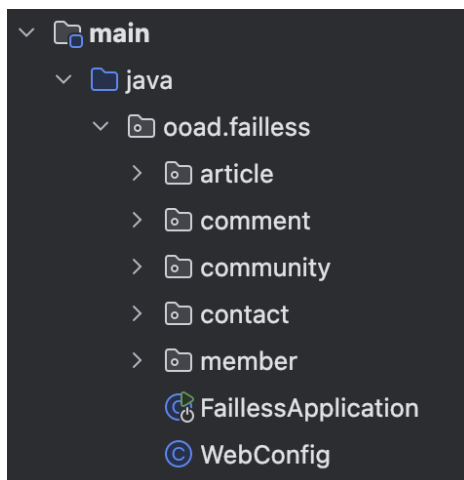 main
java
ooad.failless
article
comment
community
contact
member
FaillessApplication
WebConfig